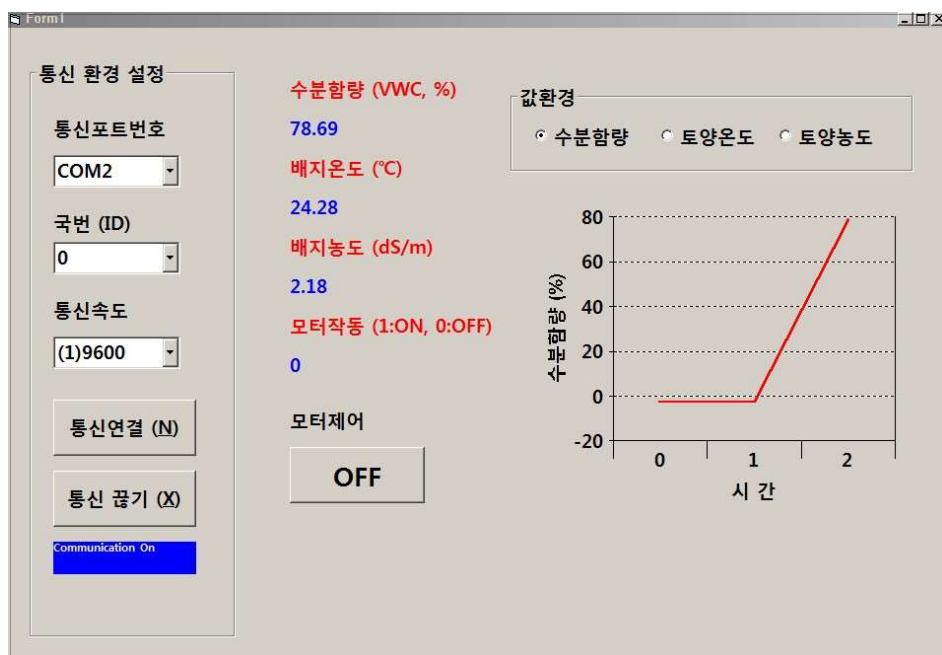 Form1
통신 환경 설정
통신포트번호
COM2
국번 (ID)
0
통신속도
(1)9600
통신연결 (N)
통신 끊기 (X)
Communication On
수분함량 (VWC, %)
78.69
배지온도 (℃)
24.28
배지농도 (dS/m)
2.18
모터작동 (1:ON, 0:OFF)
0
모터제어
OFF
값환경
수분함량 토양온도 토양농도
수분함량 (%)
80
60
40
20
0
-20
0 1 2
시 간